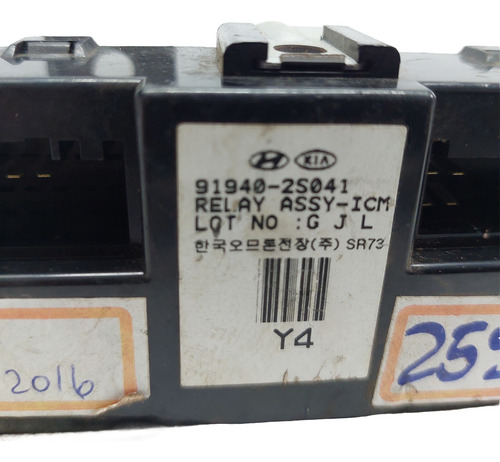 KIA
91940-2S041
RELAY ASSY-ICM
LOT NO :G J L
한국오므론전장(주) SR73
Y4
2016